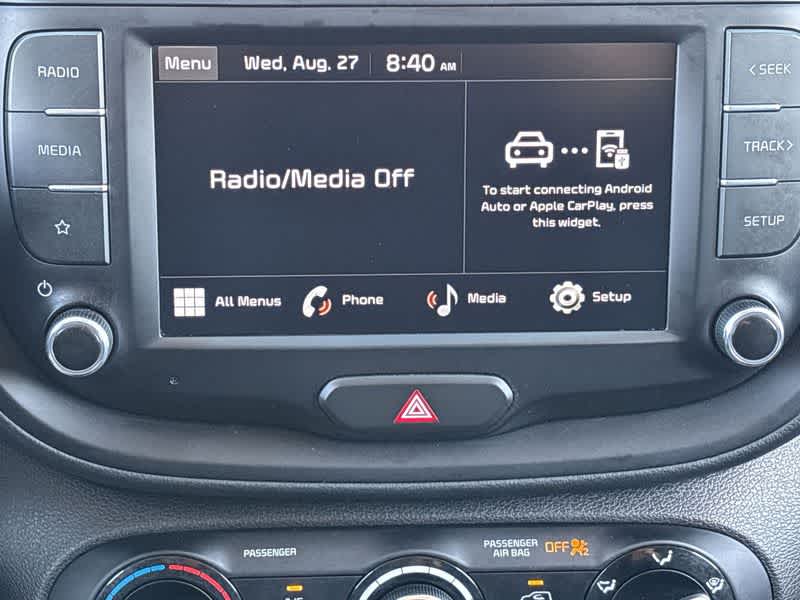 RADIO
MEDIA
Menu
Wed, Aug. 27
8:40 AM
Radio/Media Off
To start connecting Android
Auto or Apple CarPlay, press
this widget.
All Menus
Phone
Media
Setup
< SEEK
TRACK >
SETUP
PASSENGER
PASSENGER
AIR BAG
OFF
2